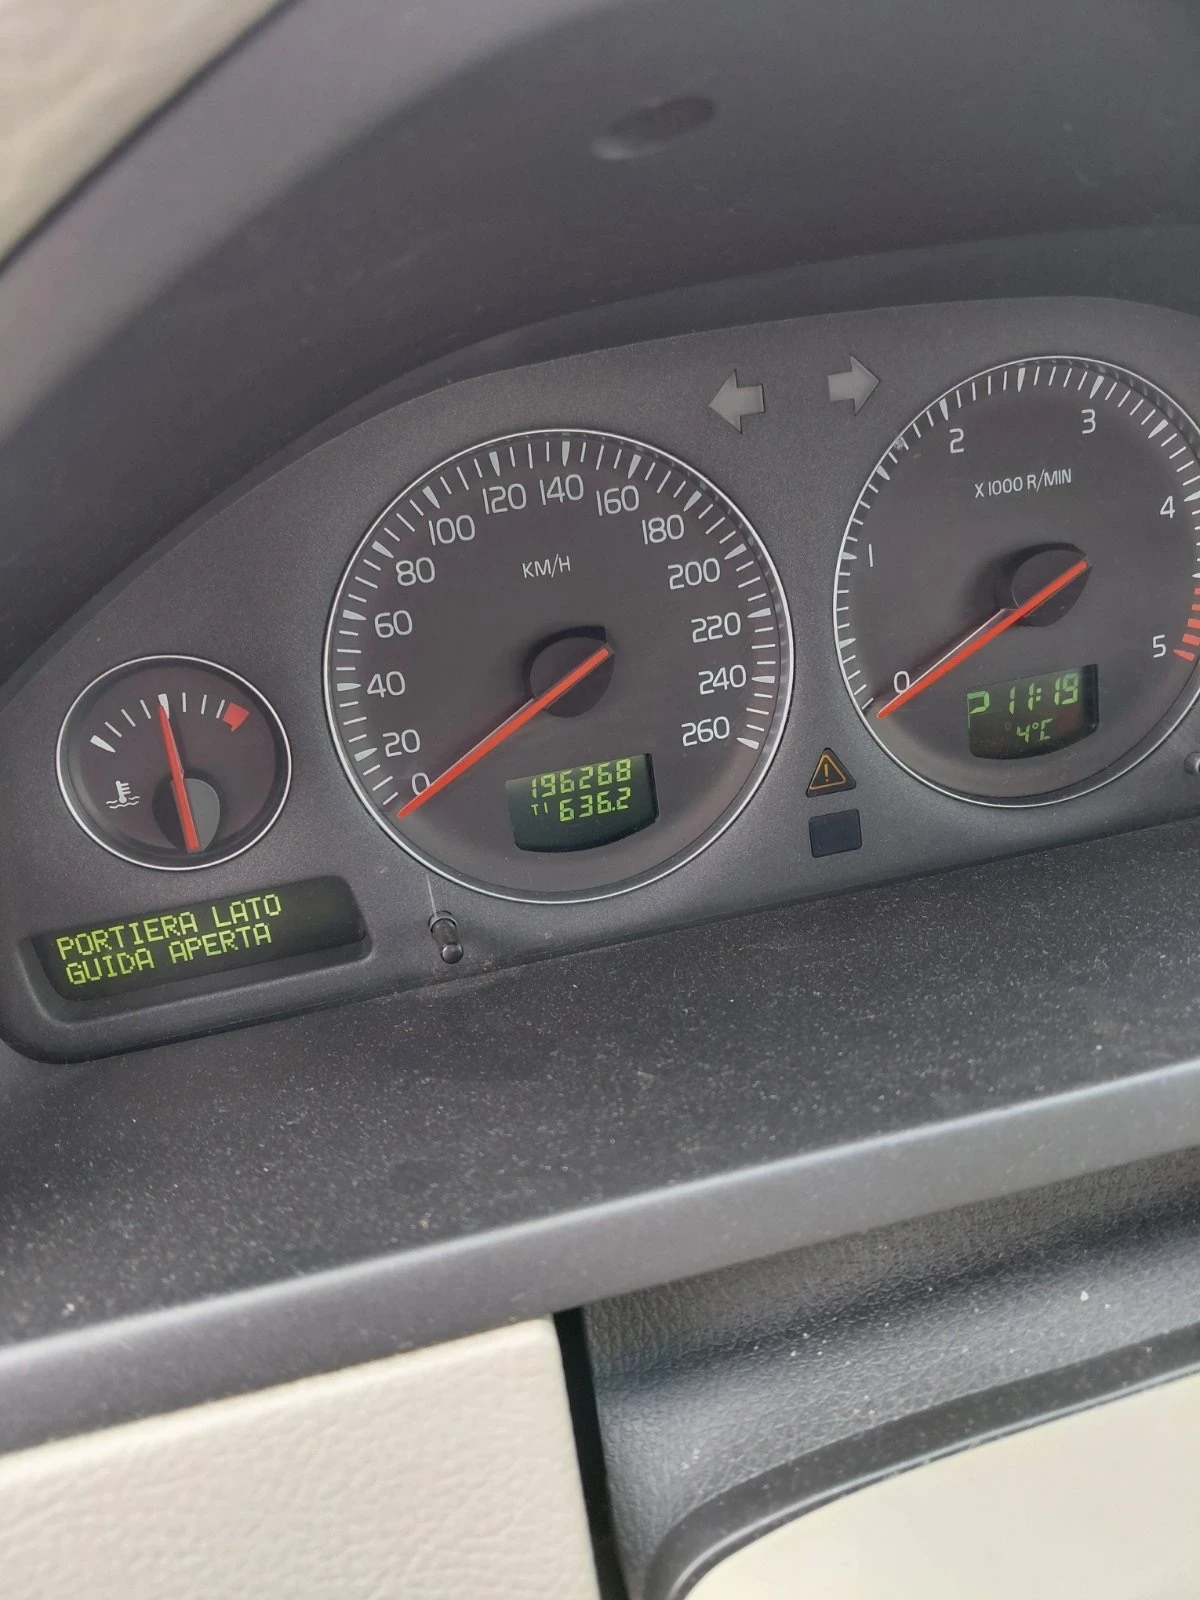 2
3
X 1000 R/MIN
1
4
0
5
P 11:19
4°C
120 140
100
160
80
180
KM/H
60
200
40
220
20
240
0
260
196268
T1 636.2
PORTIERA LATO
GUIDA APERTA